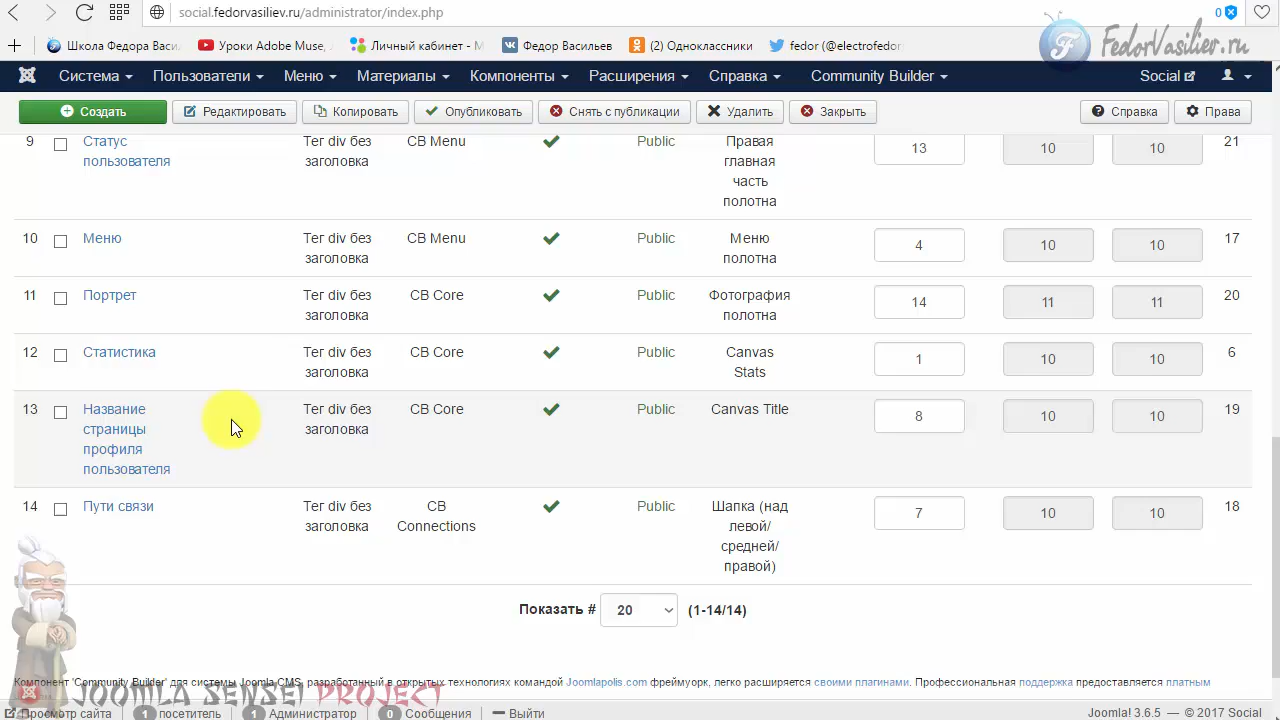 social.fedorvasiliev.ru/administrator/index.php
0
Школа Федора Васи
Уроки Adobe Muse,
Личный кабинет - М
Федор Васильев
(2) Одноклассники
fedor (@electrofedor
FedorVasiliev.ru
Система
Пользователи
Меню
Материалы
Компоненты
Расширения
Справка
Community Builder
Social
Создать
Редактировать
Копировать
Опубликовать
Снять с публикации
Удалить
Закрыть
Справка
Права
9
Статус
пользователя
Тег div без
заголовка
CB Menu
Public
Правая
главная
часть
полотна
13
10
10
21
10
Меню
Тег div без
заголовка
CB Menu
Public
Меню
полотна
4
10
10
17
11
Портрет
Тег div без
заголовка
CB Core
Public
Фотография
полотна
14
11
11
20
12
Статистика
Тег div без
заголовка
CB Core
Public
Canvas
Stats
1
10
10
6
13
Название
страницы
профиля
пользователя
Тег div без
заголовка
CB Core
Public
Canvas Title
8
10
10
19
14
Пути связи
Тег div без
заголовка
CB
Connections
Public
Шапка (над
левой/
средней/
правой)
7
10
10
18
Показать # 20 (1-14/14)
Компонент 'Community Builder' для системы Joomla CMS, разработанный в открытых технологиях командой Joomlapolis.com фреймуорк, легко расширяется своими плагинами. Профессиональная поддержка предоставляется платным
JOOMLA SENSEI PROJECT
Просмотр сайта
1 посетитель
1 Администратор
0 Сообщения
Выйти
Joomla! 3.6.5 — © 2017 Social